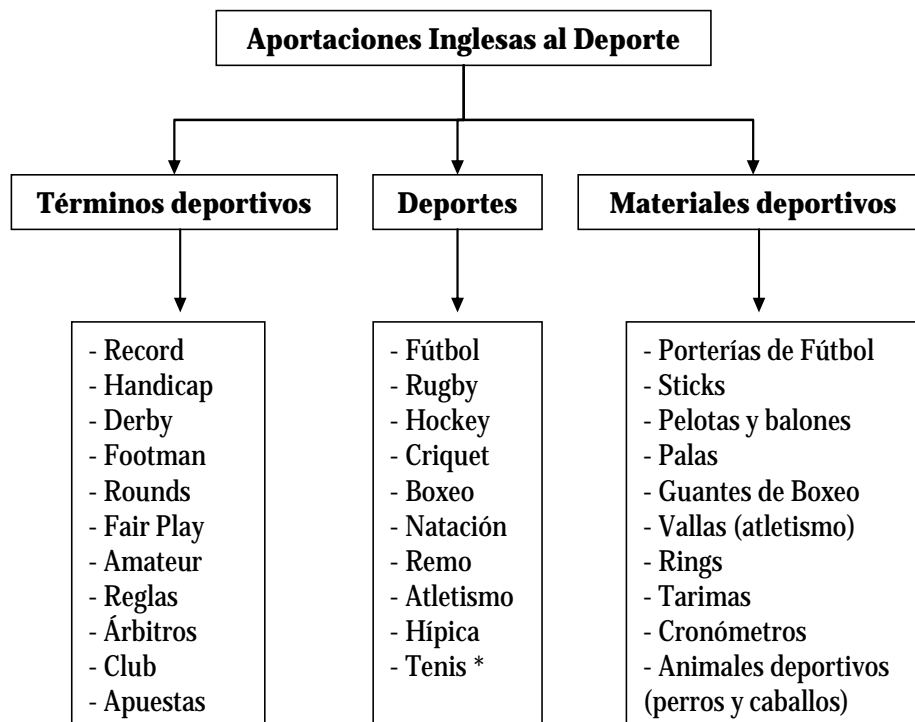 Aportaciones Inglesas al Deporte
Términos deportivos
Deportes
Materiales deportivos
- Record
- Handicap
- Derby
- Footman
- Rounds
- Fair Play
- Amateur
- Reglas
- Árbitros
- Club
- Apuestas
- Fútbol
- Rugby
- Hockey
- Criquet
- Boxeo
- Natación
- Remo
- Atletismo
- Hípica
- Tenis *
- Porterías de Fútbol
- Sticks
- Pelotas y balones
- Palas
- Guantes de Boxeo
- Vallas (atletismo)
- Rings
- Tarimas
- Cronómetros
- Animales deportivos
(perros y caballos)